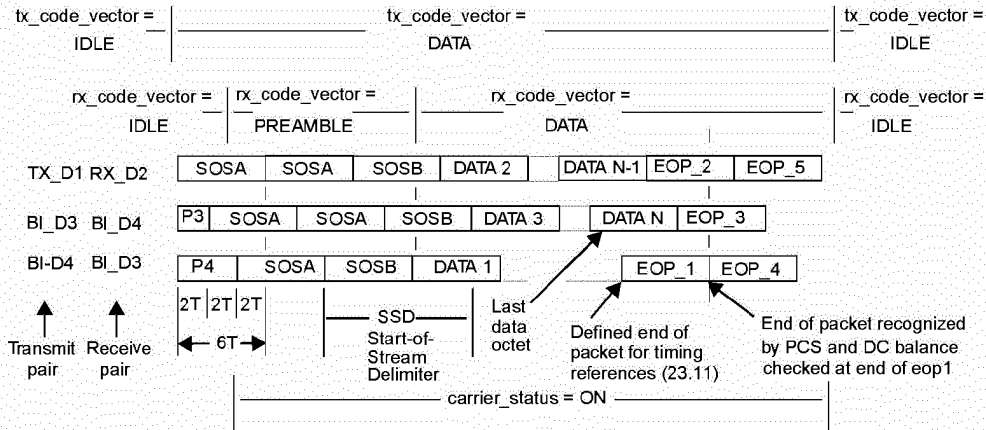 tx_code_vector = tx_code_vector = tx_code_vector =
IDLE DATA IDLE
rx_code_vector = rx_code_vector = rx_code_vector = rx_code_vector =
IDLE PREAMBLE DATA IDLE
TX_D1 RX_D2 SOSA SOSA SOSB DATA 2 DATA N-1 EOP_2 EOP_5
BI_D3 BI_D4 P3 SOSA SOSA SOSB DATA 3 DATA N EOP_3
BI-D4 BI_D3 P4 SOSA SOSB DATA 1 EOP_1 EOP_4
2T 2T 2T
6T
SSD
Start-of-
Stream
Delimiter
Transmit
pair
Receive
pair
Last
data
octet
Defined end of
packet for timing
references (23.11)
End of packet recognized
by PCS and DC balance
checked at end of eop1
carrier_status = ON